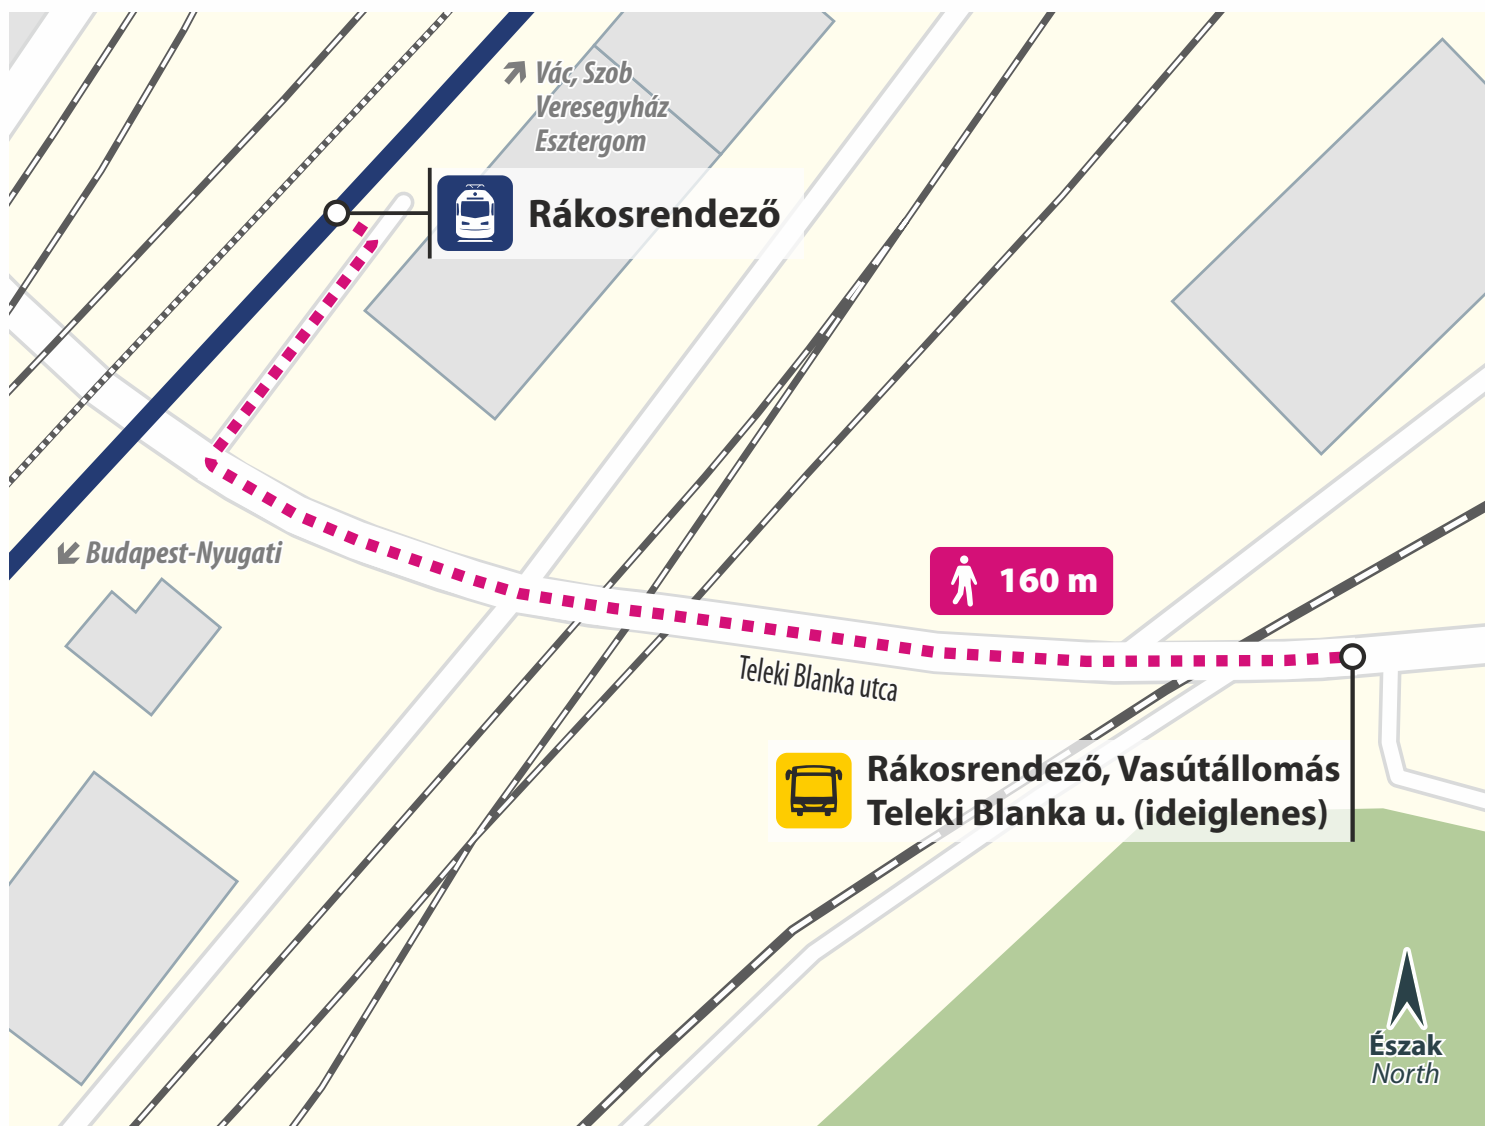 Vác, Szob
Veresegyház
Esztergom
Rákosrendező
Budapest-Nyugati
160 m
Teleki Blanka utca
Rákosrendező, Vasútállomás
Teleki Blanka u. (ideiglenes)
Észak
North